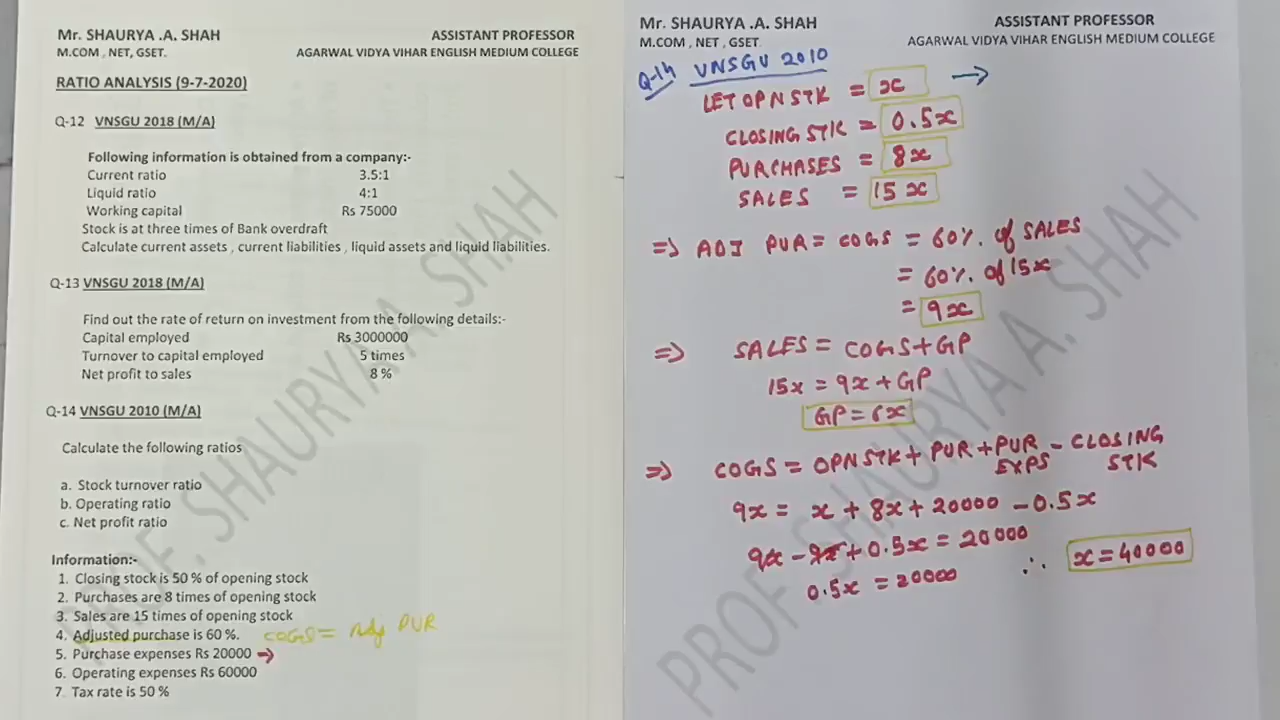 Mr. SHAURYA .A. SHAH ASSISTANT PROFESSOR
M.COM , NET, GSET. AGARWAL VIDYA VIHAR ENGLISH MEDIUM COLLEGE
RATIO ANALYSIS (9-7-2020)
Q-12 VNSGU 2018 (M/A)
Following information is obtained from a company:-
Current ratio 3.5:1
Liquid ratio 4:1
Working capital Rs 75000
Stock is at three times of Bank overdraft
Calculate current assets , current liabilities , liquid assets and liquid liabilities.
Q-13 VNSGU 2018 (M/A)
Find out the rate of return on investment from the following details:-
Capital employed Rs 3000000
Turnover to capital employed 5 times
Net profit to sales 8 %
Q-14 VNSGU 2010 (M/A)
Calculate the following ratios
a. Stock turnover ratio
b. Operating ratio
c. Net profit ratio
Information:-
1. Closing stock is 50 % of opening stock
2. Purchases are 8 times of opening stock
3. Sales are 15 times of opening stock
4. Adjusted purchase is 60 %. COGS = Adj PUR
5. Purchase expenses Rs 20000 →
6. Operating expenses Rs 60000
7. Tax rate is 50 %
PROF. SHAURYA A. SHAH
Mr. SHAURYA .A. SHAH ASSISTANT PROFESSOR
M.COM , NET , GSET. AGARWAL VIDYA VIHAR ENGLISH MEDIUM COLLEGE
Q-14 VNSGU 2010
LET OPN STK = x →
CLOSING STK = 0.5x
PURCHASES = 8x
SALES = 15x
⇒ ADJ PUR = COGS = 60%. of SALES
= 60%. of 15x
= 9x
⇒ SALES = COGS + GP
15x = 9x + GP
GP = 6x
⇒ COGS = OPN STK + PUR + PUR EXPS - CLOSING STK
9x = x + 8x + 20000 - 0.5x
9x - 9x + 0.5x = 20000
0.5x = 20000 ∴ x = 40000
PROF. SHAURYA A. SHAH